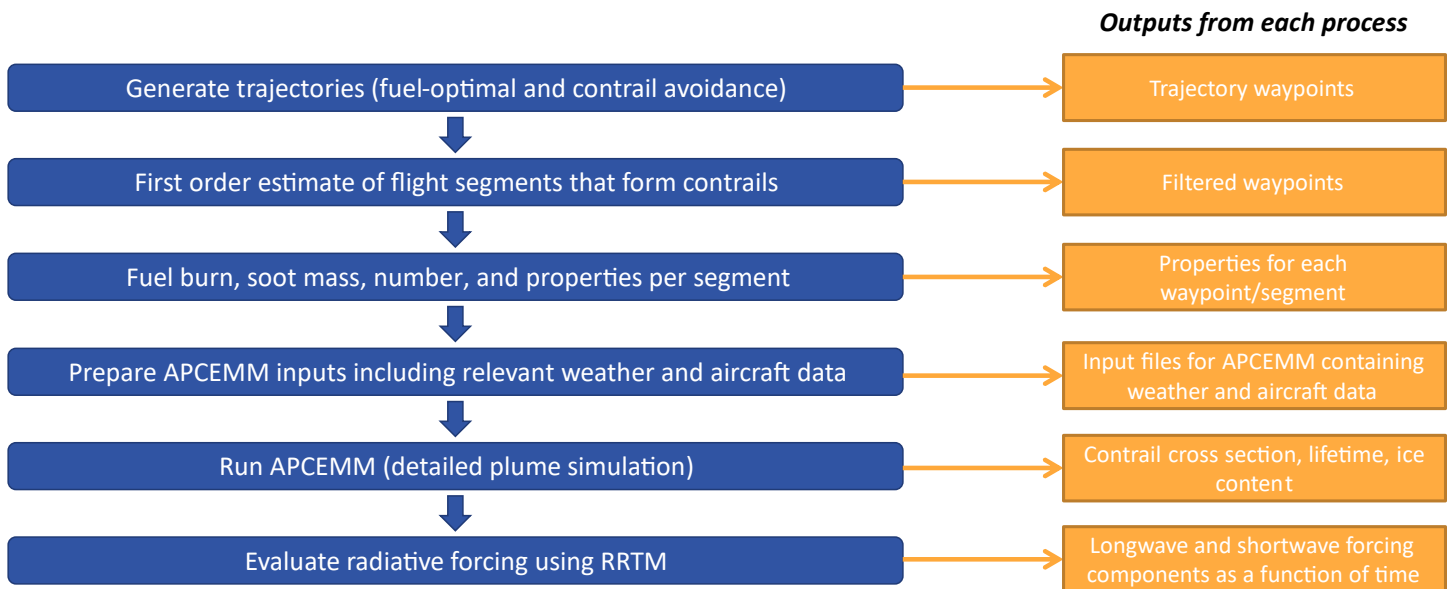 Outputs from each process
Generate trajectories (fuel-optimal and contrail avoidance)
Trajectory waypoints
First order estimate of flight segments that form contrails
Filtered waypoints
Fuel burn, soot mass, number, and properties per segment
Properties for each
waypoint/segment
Prepare APCEMM inputs including relevant weather and aircraft data
Input files for APCEMM containing
weather and aircraft data
Run APCEMM (detailed plume simulation)
Contrail cross section, lifetime, ice
content
Evaluate radiative forcing using RRTM
Longwave and shortwave forcing
components as a function of time